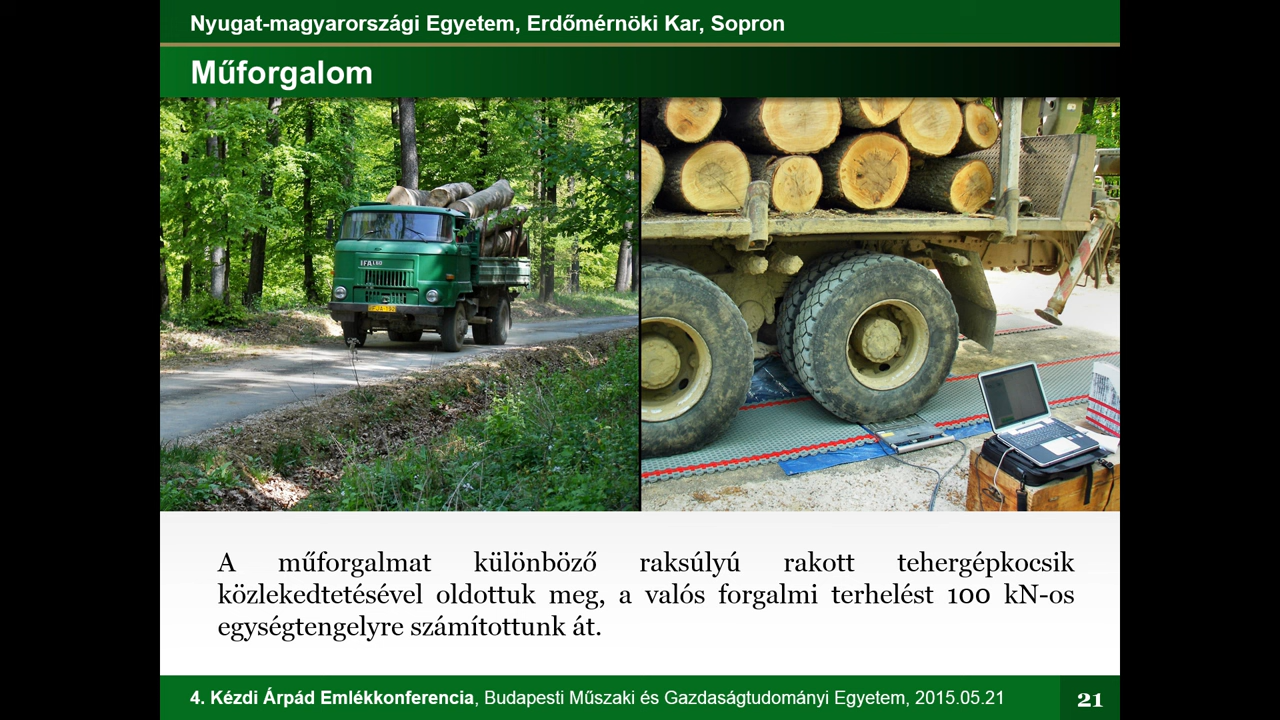 Nyugat-magyarországi Egyetem, Erdőmérnöki Kar, Sopron
Műforgalom
A műforgalmat különböző raksúlyú rakott tehergépkocsik
közlekedtetésével oldottuk meg, a valós forgalmi terhelést 100 kN-os
egységtengelyre számítottunk át.
4. Kézdi Árpád Emlékkonferencia, Budapesti Műszaki és Gazdaságtudományi Egyetem, 2015.05.21
21